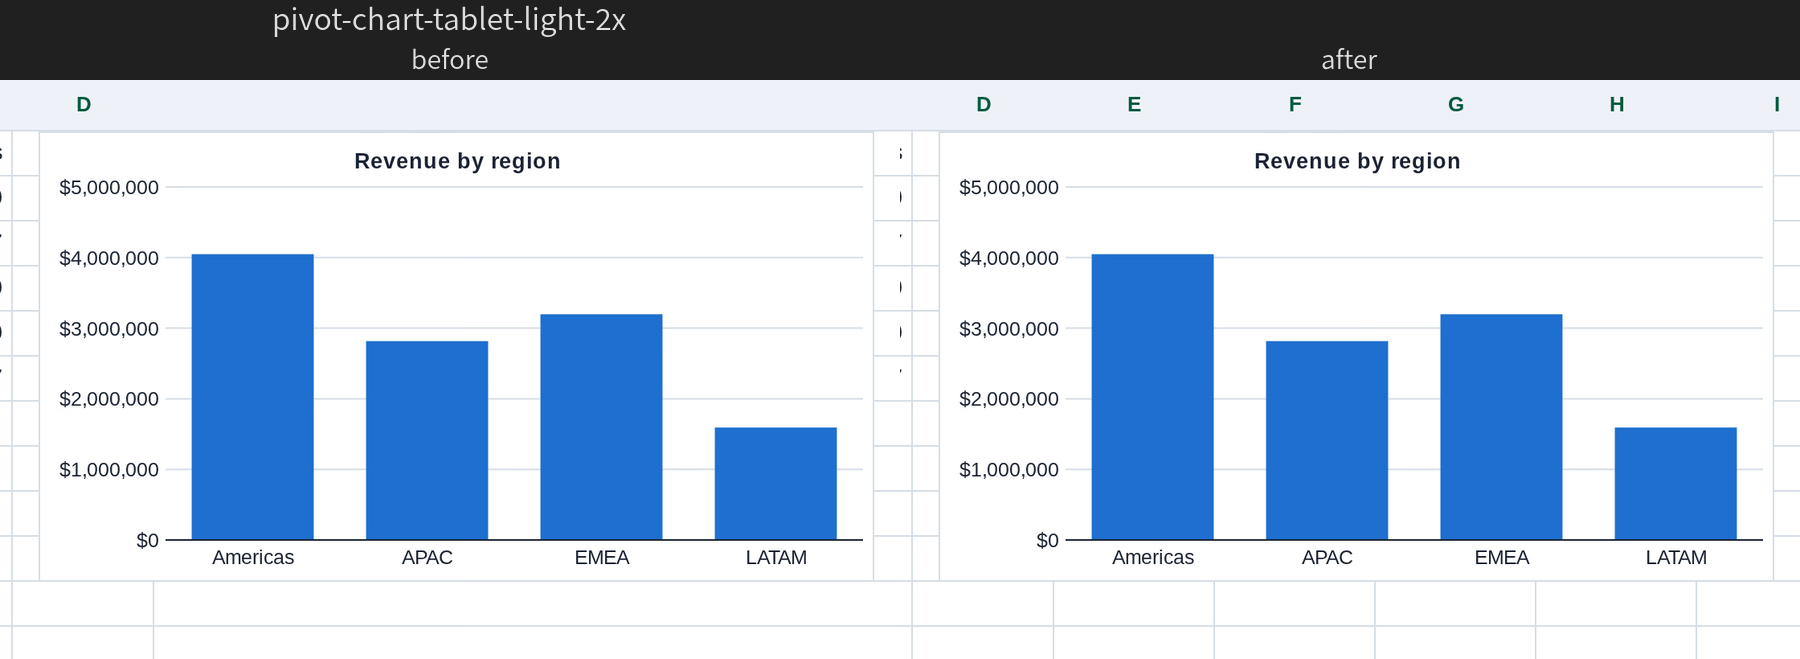 pivot-chart-tablet-light-2x
before
after
D
Revenue by region
$5,000,000
$4,000,000
$3,000,000
$2,000,000
$1,000,000
$0
Americas APAC EMEA LATAM
D E F G H I
Revenue by region
$5,000,000
$4,000,000
$3,000,000
$2,000,000
$1,000,000
$0
Americas APAC EMEA LATAM